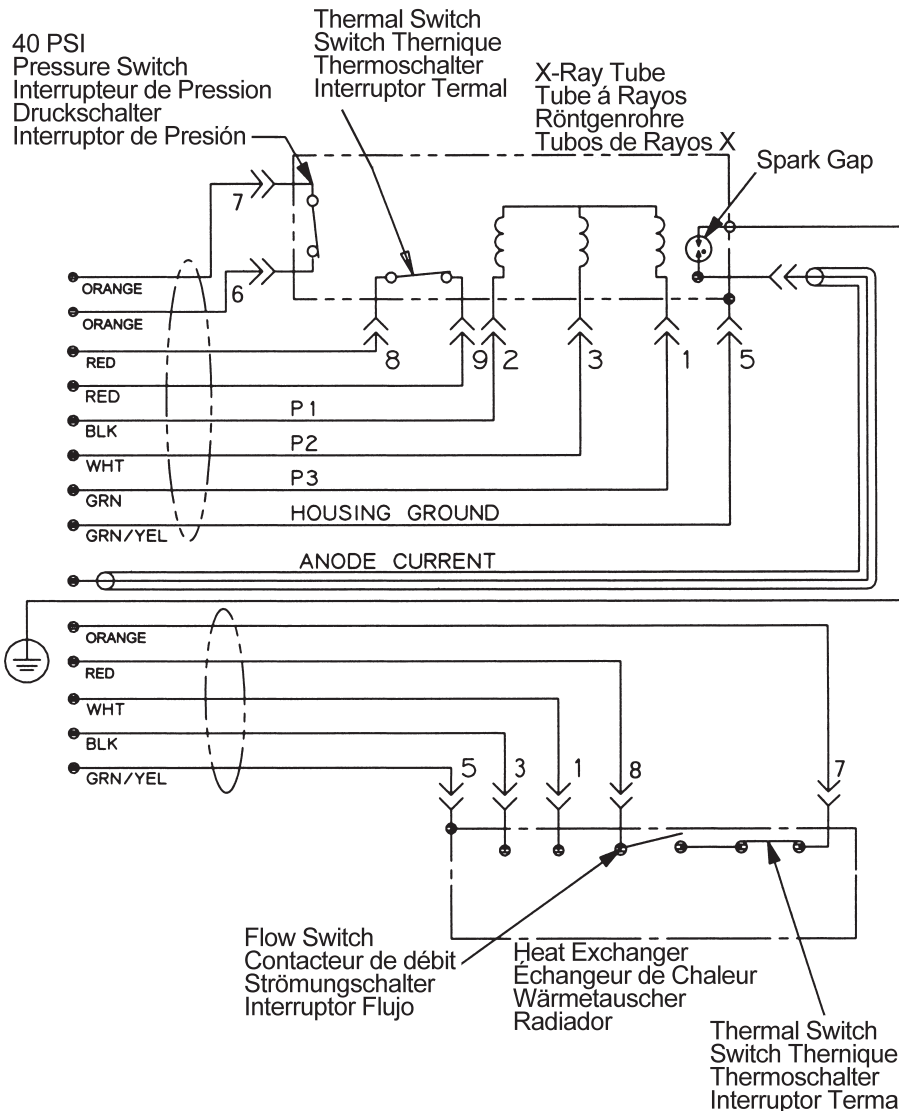 Thermal Switch
Switch Thernique
Thermoschalter
Interruptor Termal
40 PSI
Pressure Switch
Interrupteur de Pression
Druckschalter
Interruptor de Presión
X-Ray Tube
Tube á Rayos
Röntgenrohre
Tubos de Rayos X
Spark Gap
7
6
ORANGE
ORANGE
RED
8
9
2
3
1
5
RED
P1
BLK
P2
WHT
P3
GRN
HOUSING GROUND
GRN/YEL
ANODE CURRENT
ORANGE
RED
WHT
BLK
GRN/YEL
5
3
1
8
7
Flow Switch
Contacteur de débit
Strömungschalter
Interruptor Flujo
Heat Exchanger
Échangeur de Chaleur
Wärmetauscher
Radiador
Thermal Switch
Switch Thernique
Thermoschalter
Interruptor Terma